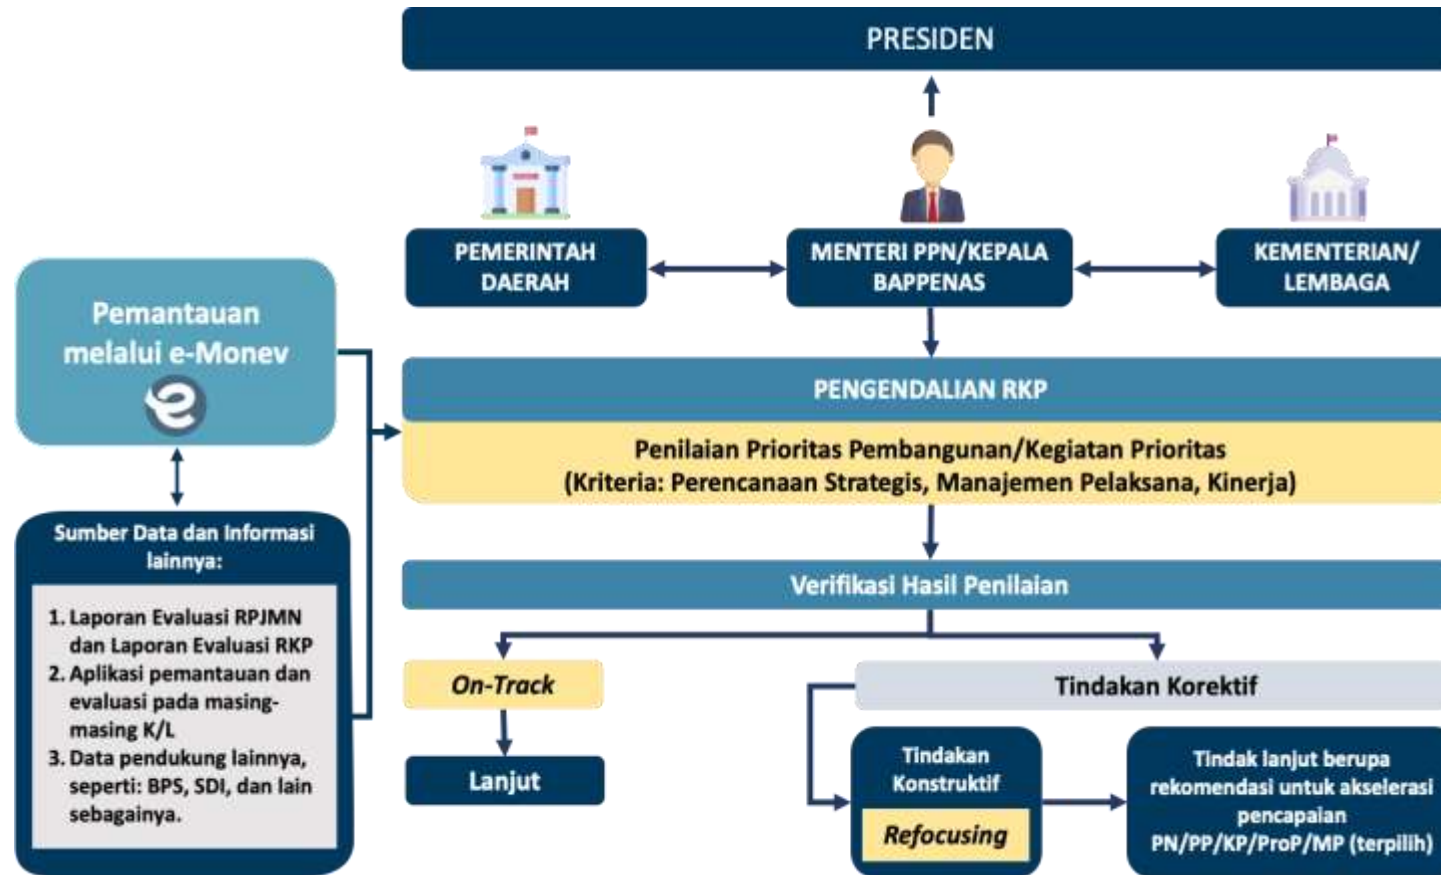 PRESIDEN
PEMERINTAH
DAERAH
MENTERI PPN/KEPALA
BAPPENAS
KEMENTERIAN/
LEMBAGA
Pemantauan
melalui e-Monev
e
PENGENDALIAN RKP
Penilaian Prioritas Pembangunan/Kegiatan Prioritas
(Kriteria: Perencanaan Strategis, Manajemen Pelaksana, Kinerja)
Sumber Data dan Informasi
lainnya:
1. Laporan Evaluasi RPJMN
dan Laporan Evaluasi RKP
2. Aplikasi pemantauan dan
evaluasi pada masing-
masing K/L
3. Data pendukung lainnya,
seperti: BPS, SDI, dan lain
sebagainya.
Verifikasi Hasil Penilaian
On-Track
Lanjut
Tindakan Korektif
Tindakan
Konstruktif
Refocusing
Tindak lanjut berupa
rekomendasi untuk akselerasi
pencapaian
PN/PP/KP/ProP/MP (terpilih)